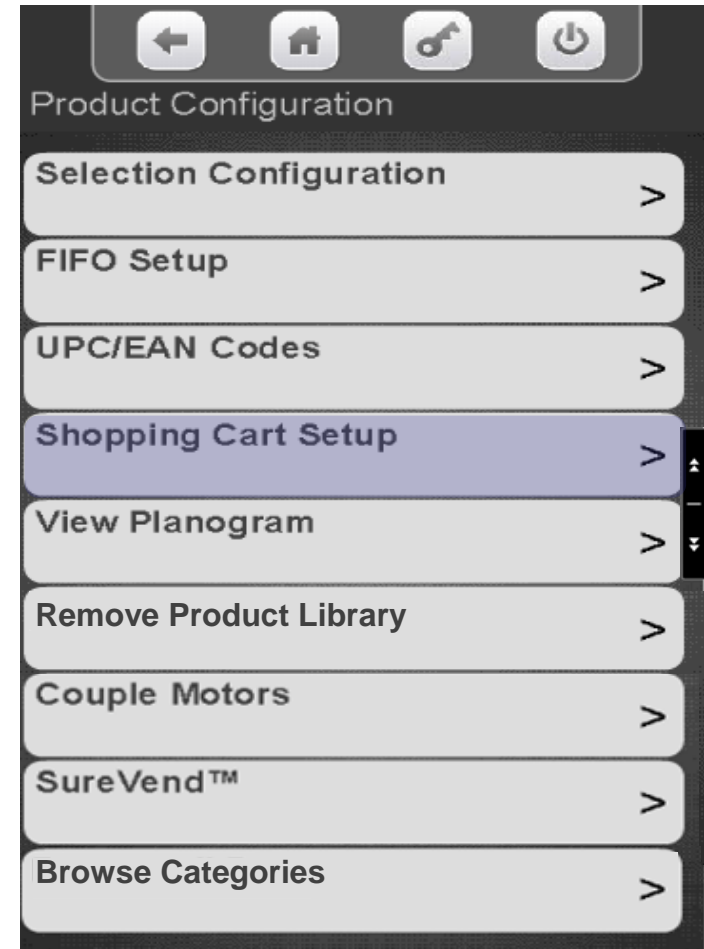 Product Configuration
Selection Configuration
>
FIFO Setup
>
UPC/EAN Codes
>
Shopping Cart Setup
>
View Planogram
>
Remove Product Library
>
Couple Motors
>
SureVend™
>
Browse Categories
>